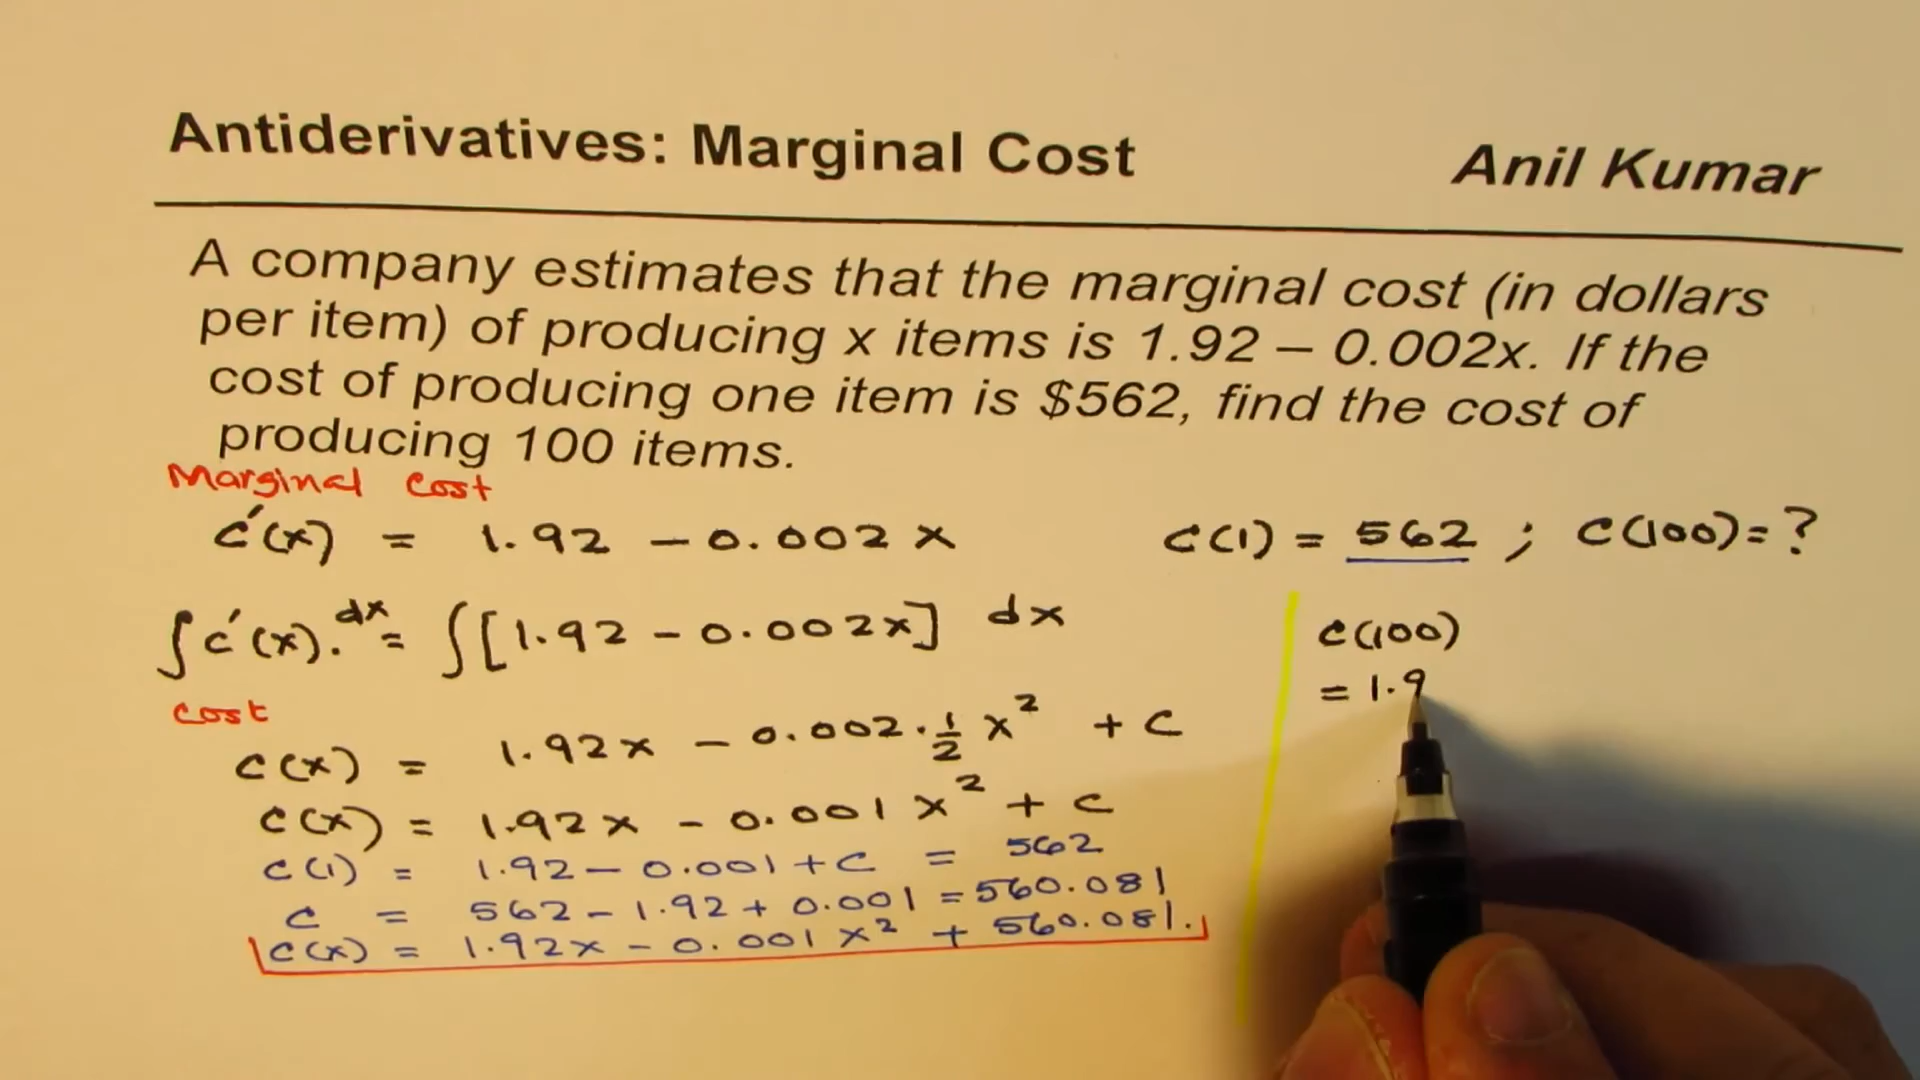 Antiderivatives: Marginal Cost Anil Kumar
A company estimates that the marginal cost (in dollars
per item) of producing x items is 1.92 – 0.002x. If the
cost of producing one item is $562, find the cost of
producing 100 items.
Marginal cost
C'(x) = 1.92 - 0.002 x
C(1) = 562 ; C(100) = ?
∫C'(x).dx = ∫[1.92 - 0.002x] dx
cost
C(x) = 1.92x - 0.002.1/2 x² + C
C(x) = 1.92x - 0.001 x² + C
C(1) = 1.92 - 0.001 + C = 562
C = 562 - 1.92 + 0.001 = 560.081
C(x) = 1.92x - 0.001 x² + 560.081.
C(100)
= 1.9